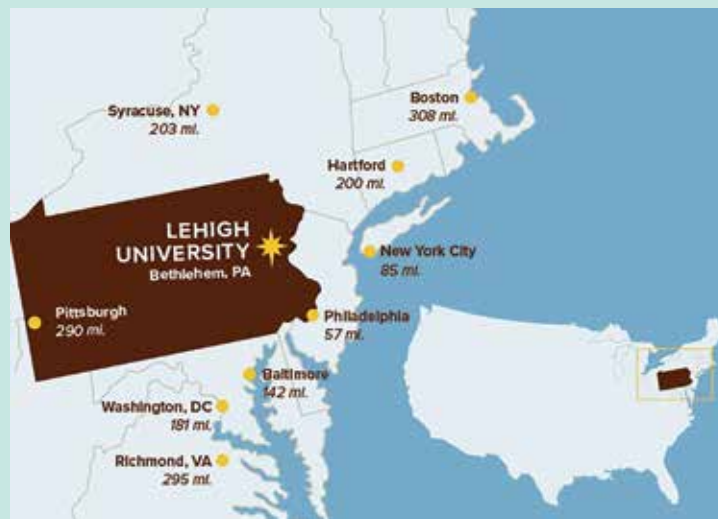 Syracuse, NY
203 mi.
Boston
308 mi.
Hartford
200 mi.
LEHIGH
UNIVERSITY
Bethlehem, PA
New York City
85 mi.
Pittsburgh
290 mi.
Philadelphia
57 mi.
Baltimore
142 mi.
Washington, DC
181 mi.
Richmond, VA
295 mi.